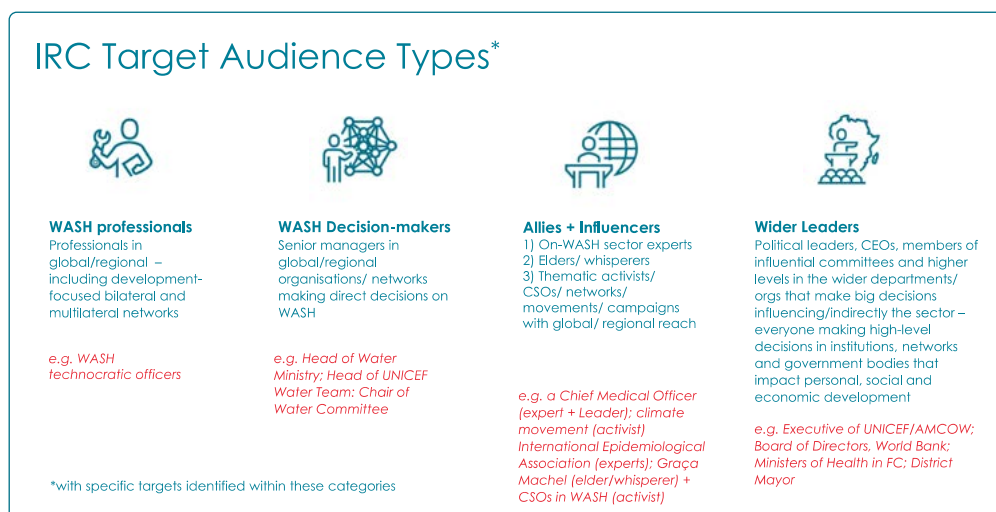 IRC Target Audience Types*
WASH professionals
Professionals in
global/regional –
including development-
focused bilateral and
multilateral networks
e.g. WASH
technocratic officers
WASH Decision-makers
Senior managers in
global/regional
organisations/ networks
making direct decisions on
WASH
e.g. Head of Water
Ministry; Head of UNICEF
Water Team; Chair of
Water Committee
Allies + Influencers
1) On-WASH sector experts
2) Elders/ whisperers
3) Thematic activists/
CSOs/ networks/
movements/ campaigns
with global/ regional reach
e.g. a Chief Medical Officer
(expert + Leader); climate
movement (activist)
International Epidemiological
Association (experts); Graça
Machel (elder/whisperer) +
CSOs in WASH (activist)
Wider Leaders
Political leaders, CEOs, members of
influential committees and higher
levels in the wider departments/
orgs that make big decisions
influencing/indirectly the sector –
everyone making high-level
decisions in institutions, networks
and government bodies that
impact personal, social and
economic development
e.g. Executive of UNICEF/AMCOW;
Board of Directors, World Bank;
Ministers of Health in FC; District
Mayor
*with specific targets identified within these categories